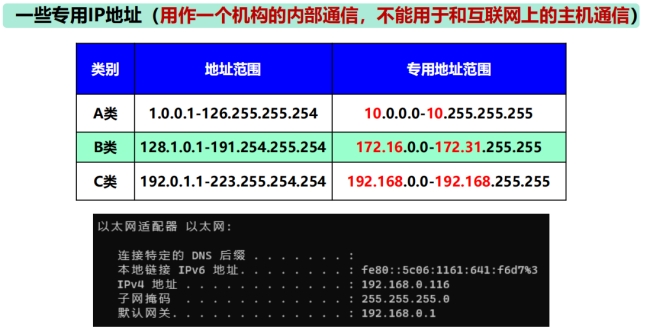 一些专用IP地址（用作一个机构的内部通信，不能用于和互联网上的主机通信）
类别 地址范围 专用地址范围
A类 1.0.0.1-126.255.255.254 10.0.0.0-10.255.255.255
B类 128.1.0.1-191.254.255.254 172.16.0.0-172.31.255.255
C类 192.0.1.1-223.255.254.254 192.168.0.0-192.168.255.255
以太网适配器 以太网:
连接特定的 DNS 后缀 . . . . . . . :
本地链接 IPv6 地址. . . . . . . . : fe80::5c06:1161:641:f6d7%3
IPv4 地址 . . . . . . . . . . . . : 192.168.0.116
子网掩码 . . . . . . . . . . . . : 255.255.255.0
默认网关. . . . . . . . . . . . . : 192.168.0.1